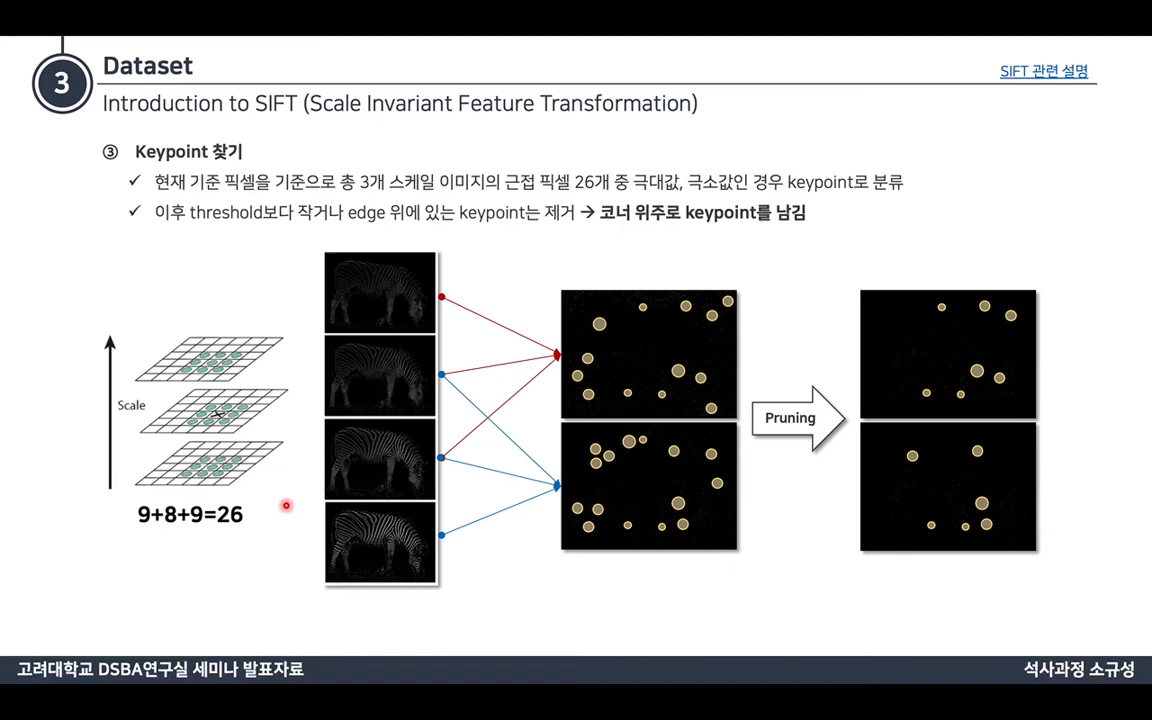 3
Dataset
SIFT 관련 설명
Introduction to SIFT (Scale Invariant Feature Transformation)
③ Keypoint 찾기
✓ 현재 기준 픽셀을 기준으로 총 3개 스케일 이미지의 근접 픽셀 26개 중 극대값, 극소값인 경우 keypoint로 분류
✓ 이후 threshold보다 작거나 edge 위에 있는 keypoint는 제거 → 코너 위주로 keypoint를 남김
Scale
9+8+9=26
Pruning
고려대학교 DSBA연구실 세미나 발표자료
석사과정 소규성